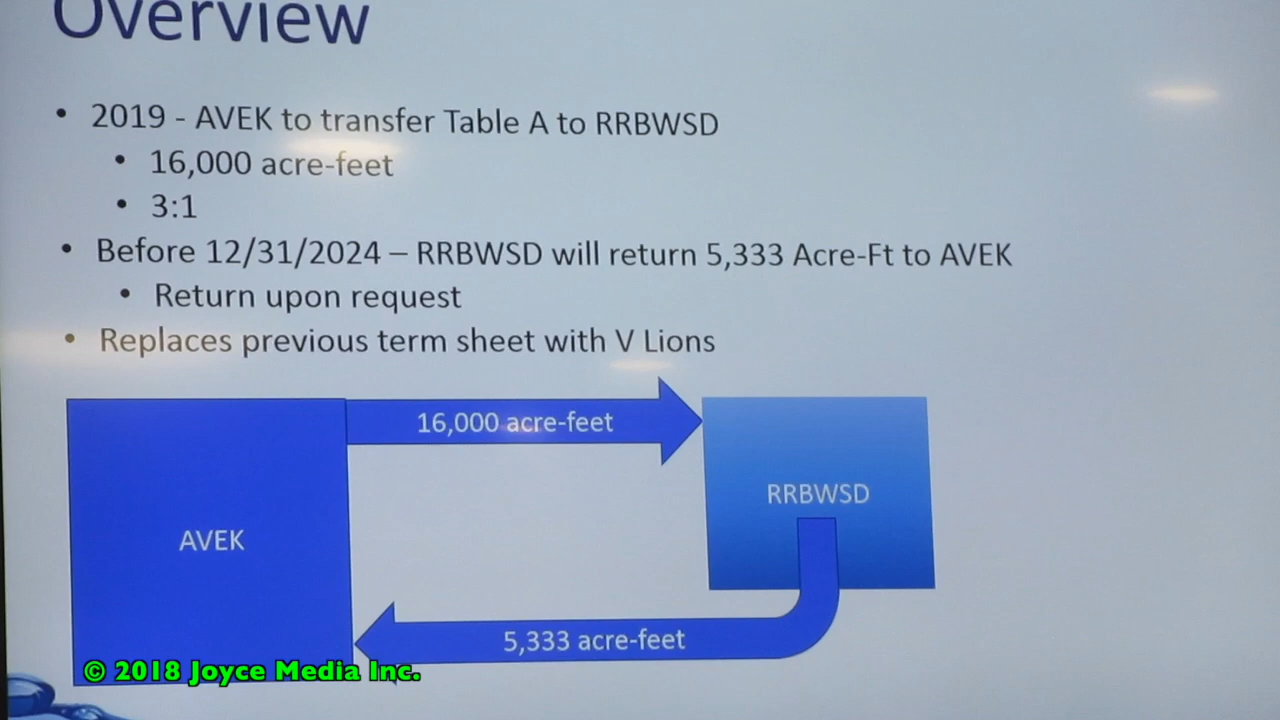 Overview
• 2019 - AVEK to transfer Table A to RRBWSD
• 16,000 acre-feet
• 3:1
• Before 12/31/2024 – RRBWSD will return 5,333 Acre-Ft to AVEK
• Return upon request
• Replaces previous term sheet with V Lions
16,000 acre-feet
RRBWSD
AVEK
5,333 acre-feet
© 2018 Joyce Media Inc.